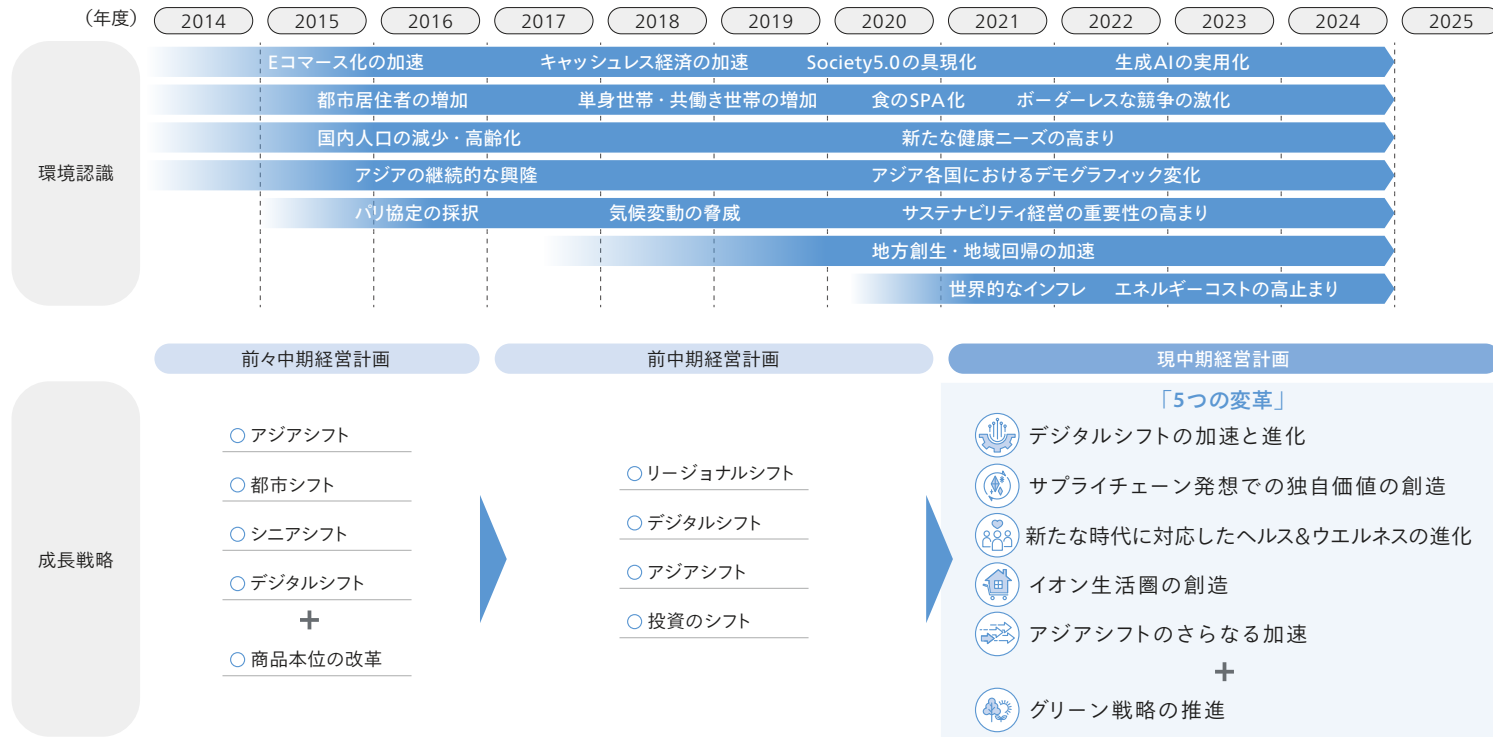 （年度） 2014 2015 2016 2017 2018 2019 2020 2021 2022 2023 2024 2025
環境認識
Eコマース化の加速 キャッシュレス経済の加速 Society5.0の具現化 生成AIの実用化
都市居住者の増加 単身世帯・共働き世帯の増加 食のSPA化 ボーダーレスな競争の激化
国内人口の減少・高齢化 新たな健康ニーズの高まり
アジアの継続的な興隆 アジア各国におけるデモグラフィック変化
パリ協定の採択 気候変動の脅威 サステナビリティ経営の重要性の高まり
地方創生・地域回帰の加速
世界的なインフレ エネルギーコストの高止まり
成長戦略
前々中期経営計画
アジアシフト
都市シフト
シニアシフト
デジタルシフト
+
商品本位の改革
前中期経営計画
リージョナルシフト
デジタルシフト
アジアシフト
投資のシフト
現中期経営計画
「5つの変革」
デジタルシフトの加速と進化
サプライチェーン発想での独自価値の創造
新たな時代に対応したヘルス&ウエルネスの進化
イオン生活圏の創造
アジアシフトのさらなる加速
+
グリーン戦略の推進